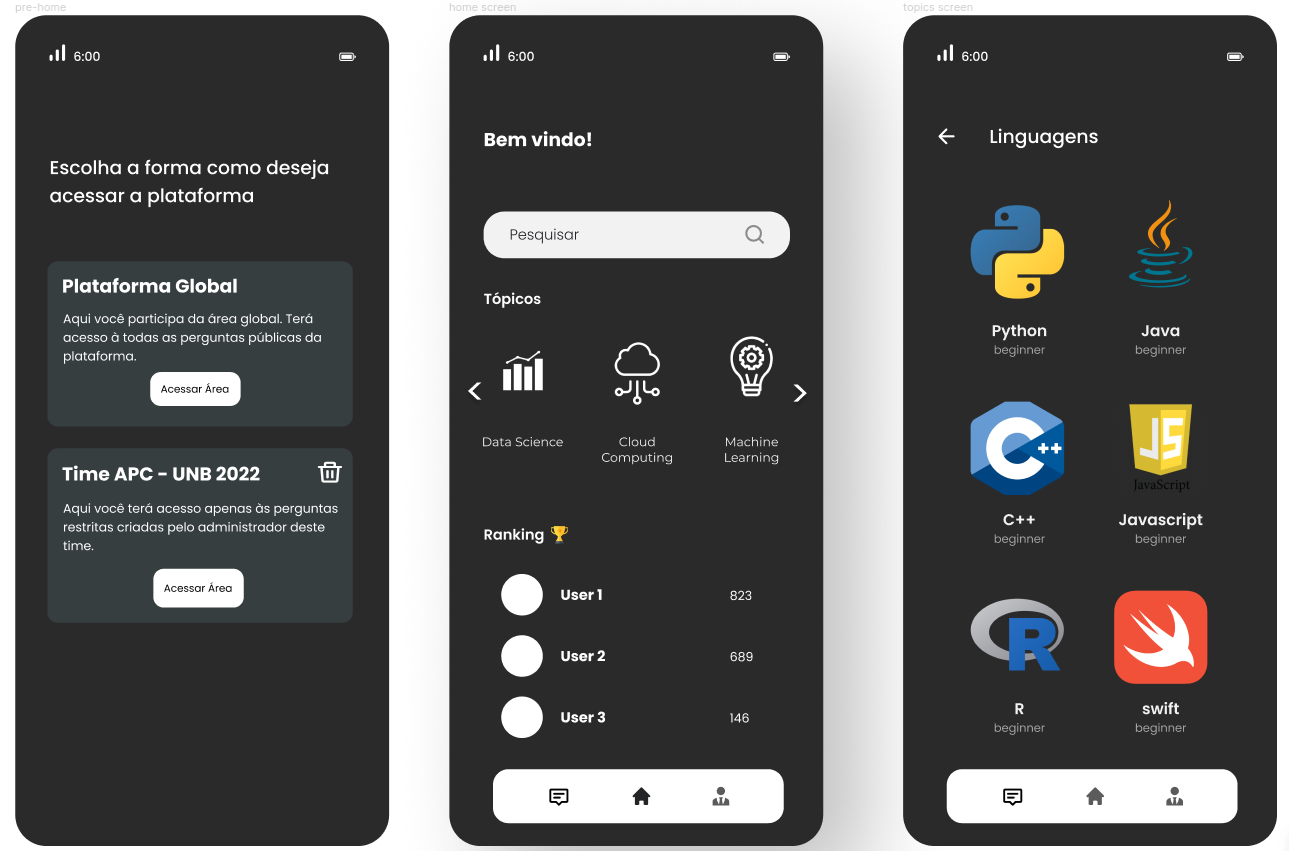 pre-home
6:00
Escolha a forma como deseja
acessar a plataforma
Plataforma Global
Aqui você participa da área global. Terá
acesso à todas as perguntas públicas da
plataforma.
Acessar Área
Time APC - UNB 2022
Aqui você terá acesso apenas às perguntas
restritas criadas pelo administrador deste
time.
Acessar Área
home screen
6:00
Bem vindo!
Pesquisar
Tópicos
Data Science
Cloud
Computing
Machine
Learning
Ranking
User 1 823
User 2 689
User 3 146
topics screen
6:00
Linguagens
Python
beginner
Java
beginner
C++
C++
beginner
JS
JavaScript
Javascript
beginner
R
R
beginner
swift
beginner